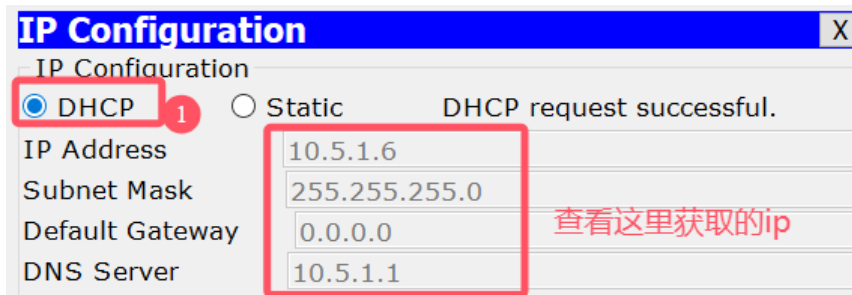 IP Configuration X
IP Configuration
DHCP 1 Static DHCP request successful.
IP Address 10.5.1.6
Subnet Mask 255.255.255.0
Default Gateway 0.0.0.0 查看这里获取的ip
DNS Server 10.5.1.1